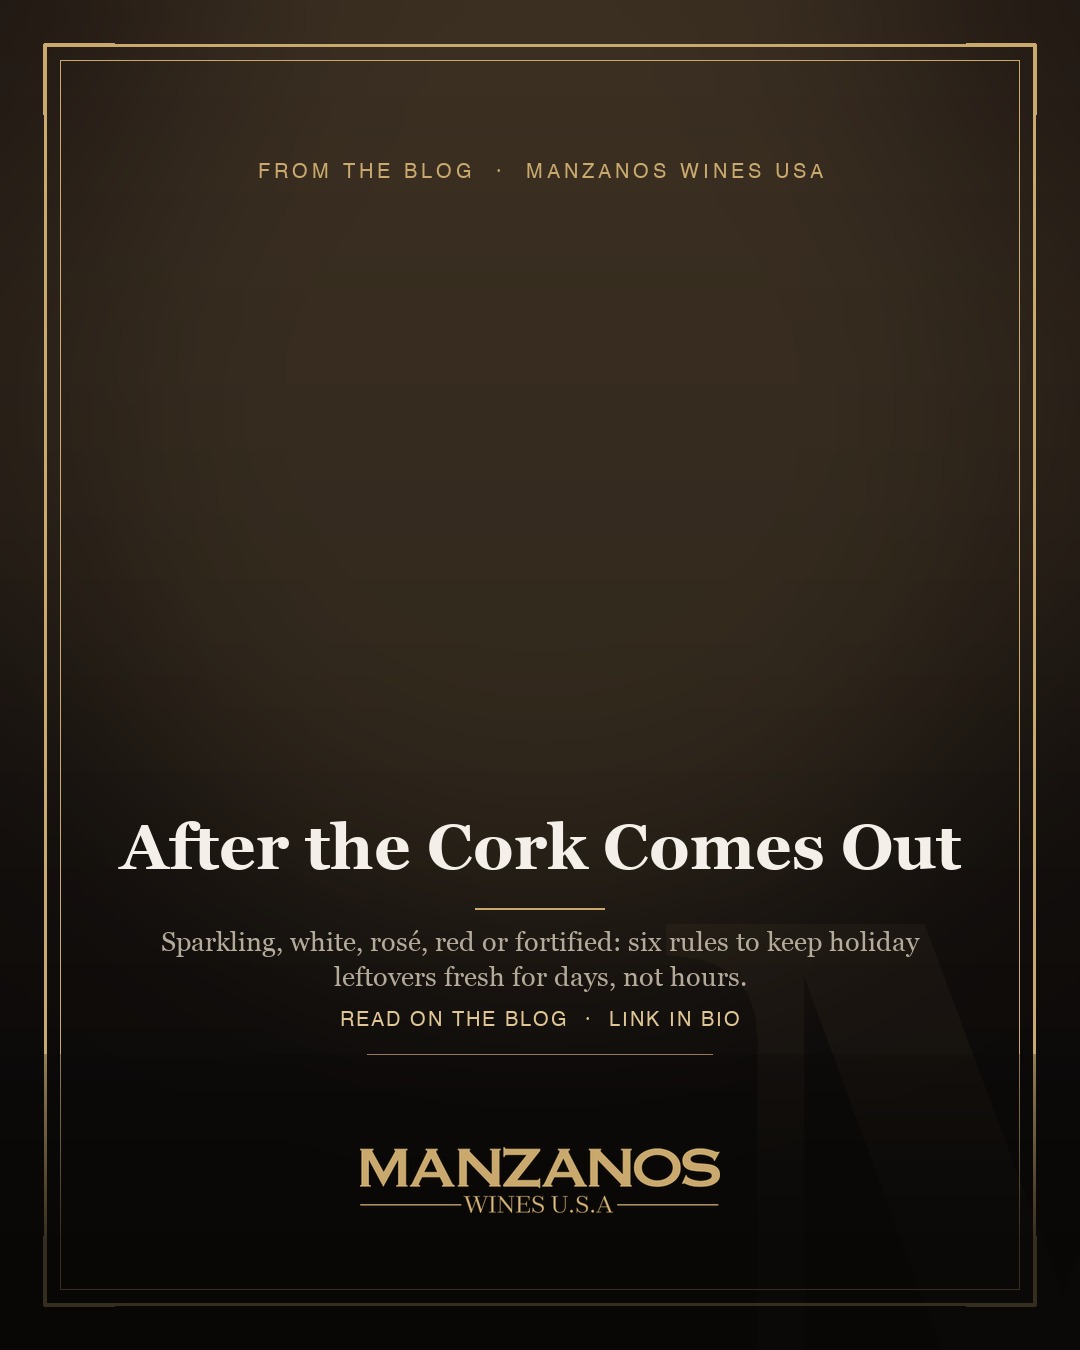 FROM THE BLOG · MANZANOS WINES USA
After the Cork Comes Out
Sparkling, white, rosé, red or fortified: six rules to keep holiday
leftovers fresh for days, not hours.
READ ON THE BLOG · LINK IN BIO
MANZANOS
WINES U.S.A